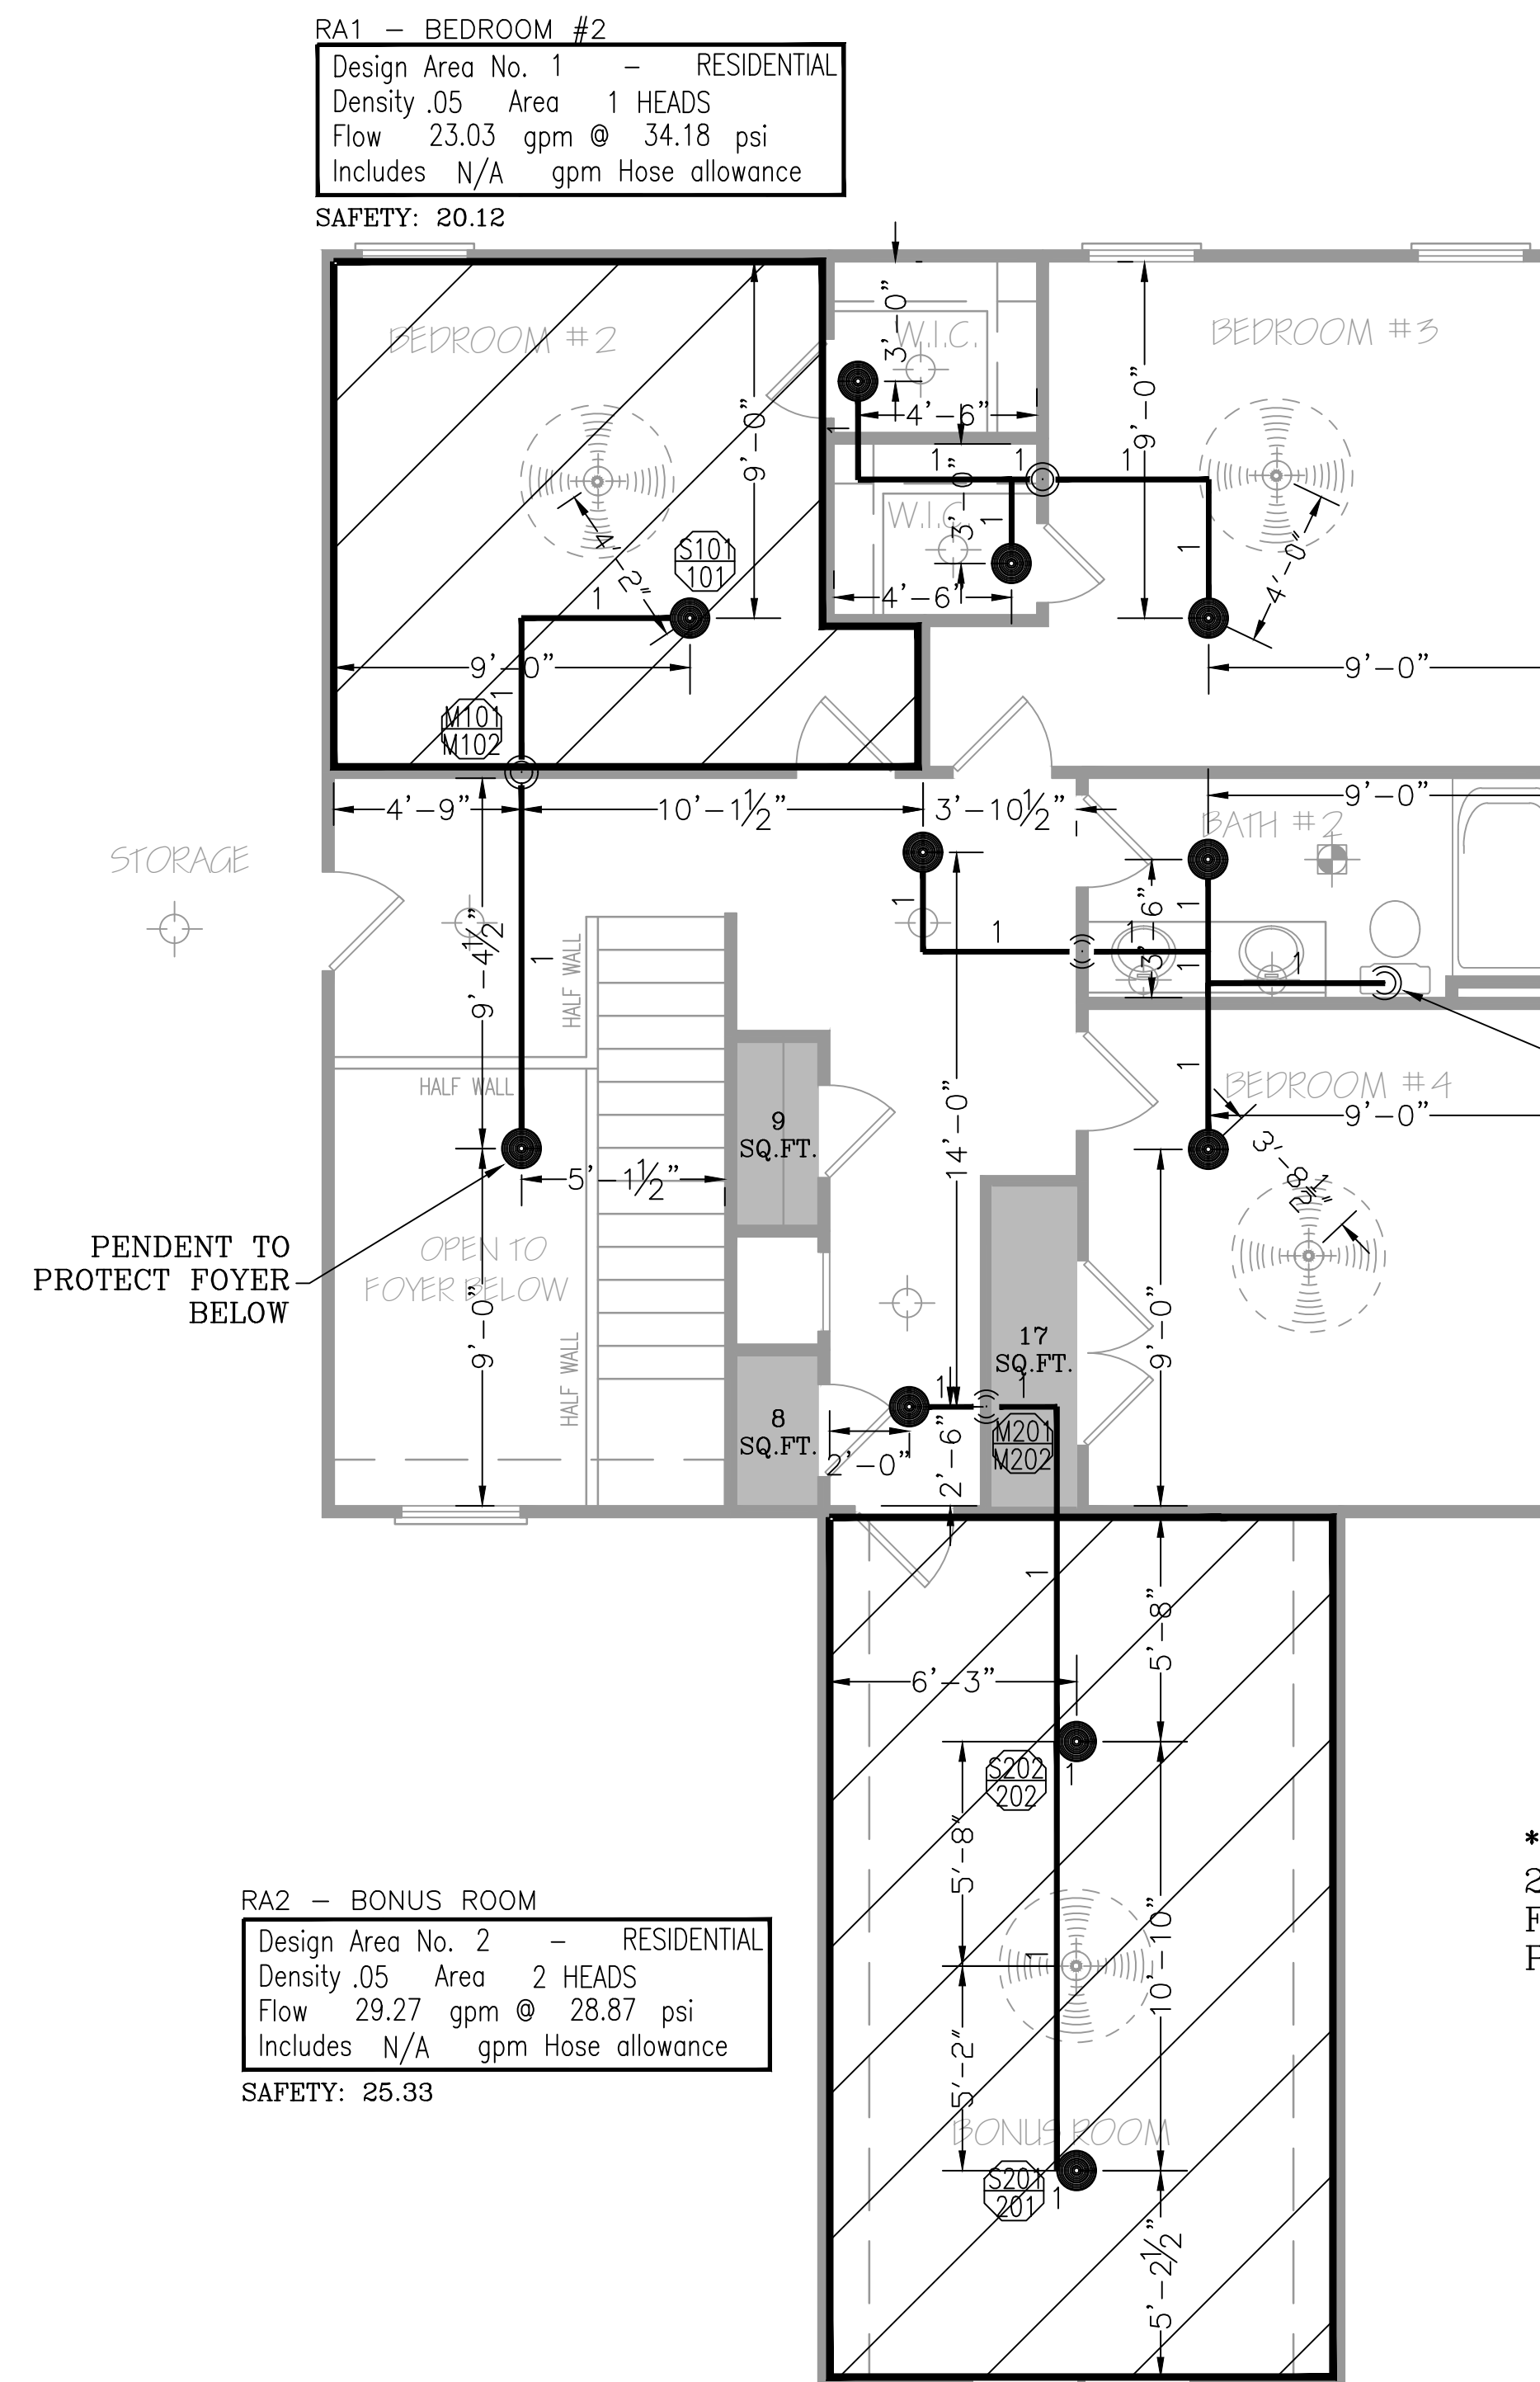 RA1 - BEDROOM #2
Design Area No. 1 - RESIDENTIAL
Density .05 Area 1 HEADS
Flow 23.03 gpm @ 34.18 psi
Includes N/A gpm Hose allowance
SAFETY: 20.12
BEDROOM #2
W.I.C.
BEDROOM #3
3'-0"
9'-0"
9'-0"
4'-6"
1
1
1
1
3'-0"
W.I.C.
1
1
4'-2"
S101
101
4'-0"
4'-6"
1
9'-0"
9'-0"
1
M101
M102
4'-9"
10'-1½"
3'-10½"
9'-0"
BATH #2
STORAGE
1
1
1
1
3'-6"
1
1
9'-4½"
1
HALF WALL
HALF WALL
1
BEDROOM #4
9'-0"
9
SQ.FT.
14'-0"
3'-8½"
5'-1½"
PENDENT TO
PROTECT FOYER
BELOW
OPEN TO
FOYER BELOW
9'-0"
HALF WALL
17
SQ.FT.
9'-0"
1
1
8
SQ.FT.
2'-0"
2'-6"
M201
M202
1
5'-8"
6'-3"
S202
202
1
5'-8"
RA2 - BONUS ROOM
Design Area No. 2 - RESIDENTIAL
Density .05 Area 2 HEADS
Flow 29.27 gpm @ 28.87 psi
Includes N/A gpm Hose allowance
SAFETY: 25.33
1
10'-10"
5'-2"
BONUS ROOM
S201
201
1
5'-2½"
*
2
F